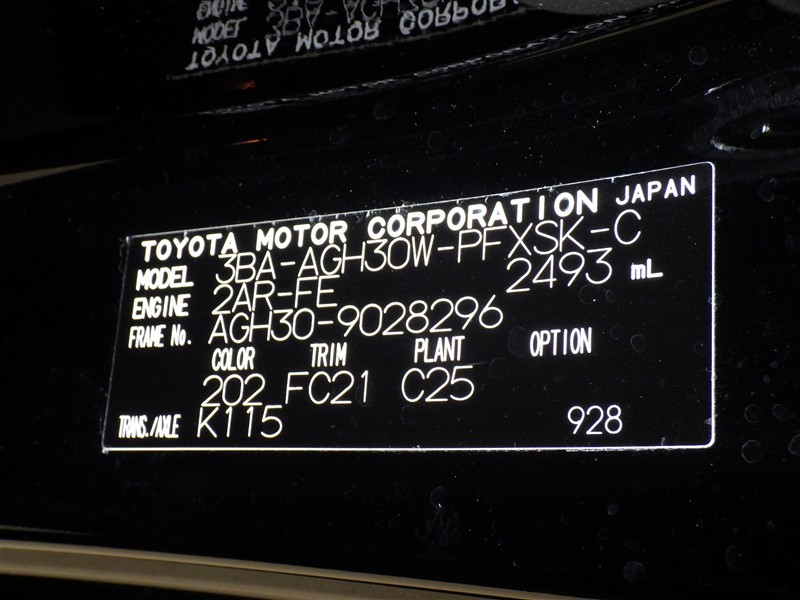 TOYOTA MOTOR CORPORATION JAPAN
MODEL 3BA-AGH30W-PFXSK-C
ENGINE 2AR-FE 2493 mL
FRAME No. AGH30-9028296
COLOR TRIM PLANT OPTION
202 FC21 C25
TRANS./AXLE K115 928